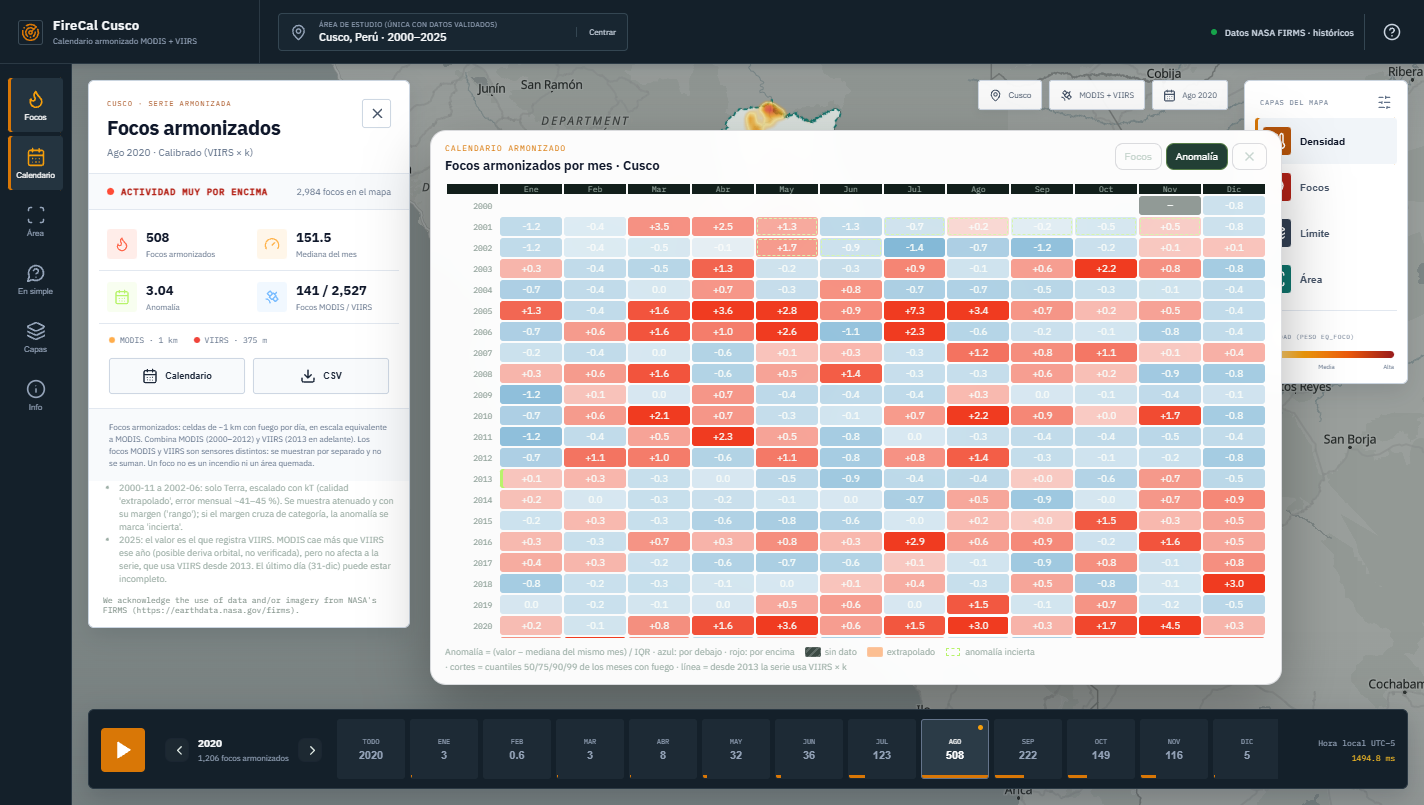 FireCal Cusco
Calendario armonizado MODIS + VIIRS
ÁREA DE ESTUDIO (ÚNICA CON DATOS VALIDADOS)
Cusco, Perú · 2000–2025
Centrar
Datos NASA FIRMS · históricos
Focos
Calendario
Área
En simple
Capas
Info
CUSCO · SERIE ARMONIZADA
Focos armonizados
Ago 2020 · Calibrado (VIIRS × k)
ACTIVIDAD MUY POR ENCIMA
2,984 focos en el mapa
508
Focos armonizados
151.5
Mediana del mes
3.04
Anomalía
141 / 2,527
Focos MODIS / VIIRS
MODIS · 1 km
VIIRS · 375 m
Calendario
CSV
Focos armonizados: celdas de ~1 km con fuego por día, en escala equivalente
a MODIS. Combina MODIS (2000–2012) y VIIRS (2013 en adelante). Los
focos MODIS y VIIRS son sensores distintos: se muestran por separado y no
se suman. Un foco no es un incendio ni un área quemada.
• 2000-11 a 2002-06: solo Terra, escalado con kT (calidad
'extrapolado', error mensual ~41–45 %). Se muestra atenuado y con
su margen ('rango'); si el margen cruza de categoría, la anomalía se
marca 'incierta'.
• 2025: el valor es el que registra VIIRS. MODIS cae más que VIIRS
ese año (posible deriva orbital, no verificada), pero no afecta a la
serie, que usa VIIRS desde 2013. El último día (31-dic) puede estar
incompleto.
We acknowledge the use of data and/or imagery from NASA's
FIRMS (https://earthdata.nasa.gov/firms).
Junín
San Ramón
DEPARTMENT
Cobija
Ribera
Cusco
MODIS + VIIRS
Ago 2020
CAPAS DEL MAPA
Densidad
Focos
Límite
Área
AD (PESO EQ_FOCO)
Media
Alta
os Reyes
San Borja
Cochabam
Ilo
Arica
CALENDARIO ARMONIZADO
Focos armonizados por mes · Cusco
Focos
Anomalía
Ene Feb Mar Abr May Jun Jul Ago Sep Oct Nov Dic
2000 – -0.8
2001 -1.2 -0.4 +3.5 +2.5 +1.3 -1.3 -0.7 +0.2 -0.2 -0.5 +0.5 -0.8
2002 -1.2 -0.4 -0.5 -0.1 +1.7 -0.9 -1.4 -0.7 -1.2 -0.2 +0.1 +0.1
2003 +0.3 -0.4 -0.5 +1.3 -0.2 -0.3 +0.9 -0.1 +0.6 +2.2 +0.8 -0.8
2004 -0.7 -0.4 0.0 +0.7 -0.3 +0.8 -0.7 -0.7 -0.5 -0.3 -0.1 -0.4
2005 +1.3 -0.4 +1.6 +3.6 +2.8 +0.9 +7.3 +3.4 +0.7 +0.2 +0.5 -0.4
2006 -0.7 +0.6 +1.6 +1.0 +2.6 -1.1 +2.3 -0.6 -0.2 -0.1 -0.8 -0.4
2007 -0.2 -0.4 0.0 -0.6 +0.1 +0.3 -0.3 +1.2 +0.8 +1.1 +0.1 +0.4
2008 +0.3 +0.6 +1.6 -0.6 +0.5 +1.4 -0.3 -0.3 +0.6 +0.2 -0.9 -0.8
2009 -1.2 +0.1 0.0 +0.7 -0.4 -0.4 -0.4 +0.3 0.0 -0.1 -0.4 -0.1
2010 -0.7 +0.6 +2.1 +0.7 -0.3 -0.1 +0.7 +2.2 +0.9 +0.0 +1.7 -0.8
2011 -1.2 -0.4 +0.5 +2.3 +0.5 -0.8 0.0 -0.3 -0.4 -0.4 -0.5 -0.4
2012 -0.7 +1.1 +1.0 -0.6 +1.1 -0.8 +0.8 +1.4 -0.3 -0.1 -0.2 -0.8
2013 +0.1 +0.3 -0.3 0.0 -0.5 -0.9 -0.4 -0.4 +0.0 -0.6 +0.7 -0.5
2014 +0.2 0.0 -0.3 -0.2 -0.1 0.0 -0.7 +0.5 -0.9 -0.0 +0.7 +0.9
2015 -0.2 +0.3 -0.3 -0.6 -0.8 -0.6 -0.0 +0.2 +0.0 +1.5 +0.3 +0.5
2016 +0.3 -0.3 +0.7 +0.3 +0.8 +0.3 +2.9 +0.6 +0.9 -0.2 +1.6 +0.5
2017 +0.4 +0.3 -0.2 -0.6 -0.7 -0.7 +0.1 -0.1 -0.9 +0.8 -0.1 +0.8
2018 -0.8 -0.2 -0.3 -0.1 0.0 +0.1 +0.4 -0.3 +0.5 -0.8 -0.1 +3.0
2019 0.0 -0.2 -0.1 0.0 +0.5 +0.6 0.0 +1.5 -0.1 +0.7 -0.2 -0.5
2020 +0.2 -0.1 +0.8 +1.6 +3.6 +0.6 +1.5 +3.0 +0.3 +1.7 +4.5 +0.3
Anomalía = (valor – mediana del mismo mes) / IQR · azul: por debajo · rojo: por encima
sin dato
extrapolado
anomalía incierta
· cortes = cuantiles 50/75/90/99 de los meses con fuego · línea = desde 2013 la serie usa VIIRS × k
2020
1,206 focos armonizados
TODO
2020
ENE
3
FEB
0.6
MAR
3
ABR
8
MAY
32
JUN
36
JUL
123
AGO
508
SEP
222
OCT
149
NOV
116
DIC
5
Hora local UTC-5
1494.8 ms